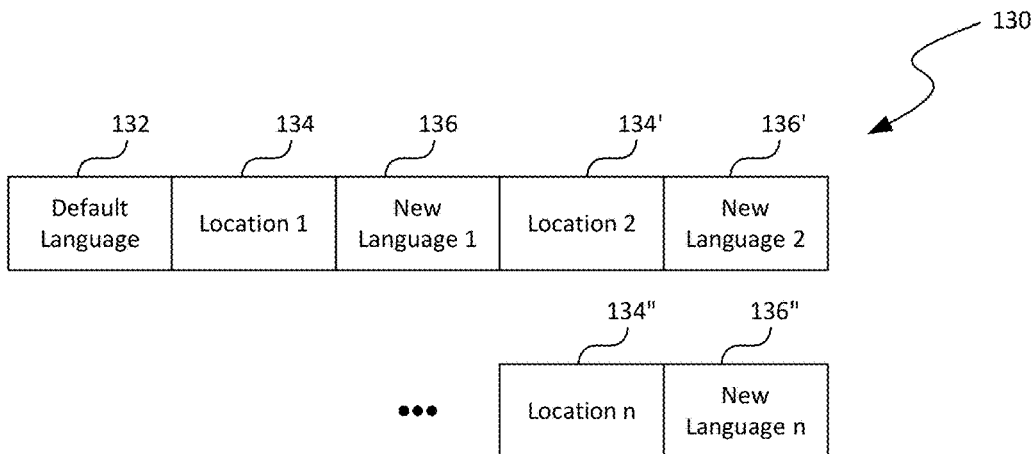 130
132
134
136
134'
136'
Default
Language
Location 1
New
Language 1
Location 2
New
Language 2
134"
136"
•••
Location n
New
Language n